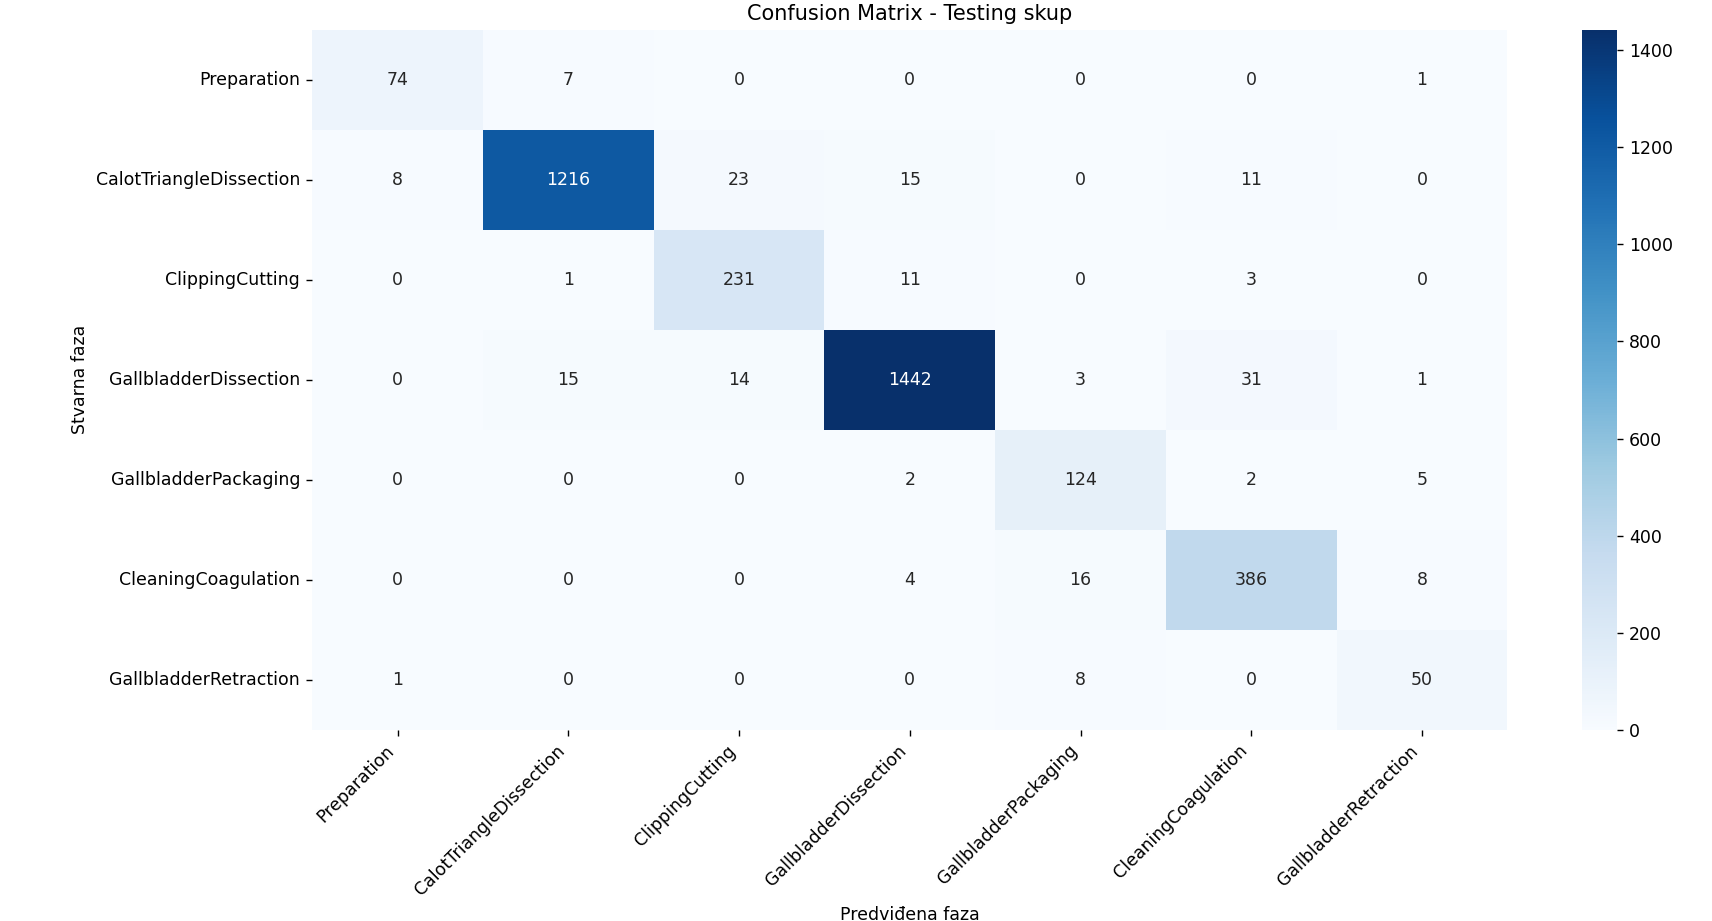 Confusion Matrix - Testing skup
Stvarna faza
Preparation 74 7 0 0 0 0 1
CalotTriangleDissection 8 1216 23 15 0 11 0
ClippingCutting 0 1 231 11 0 3 0
GallbladderDissection 0 15 14 1442 3 31 1
GallbladderPackaging 0 0 0 2 124 2 5
CleaningCoagulation 0 0 0 4 16 386 8
GallbladderRetraction 1 0 0 0 8 0 50
Preparation
CalotTriangleDissection
ClippingCutting
GallbladderDissection
GallbladderPackaging
CleaningCoagulation
GallbladderRetraction
Predviđena faza
1400
1200
1000
800
600
400
200
0